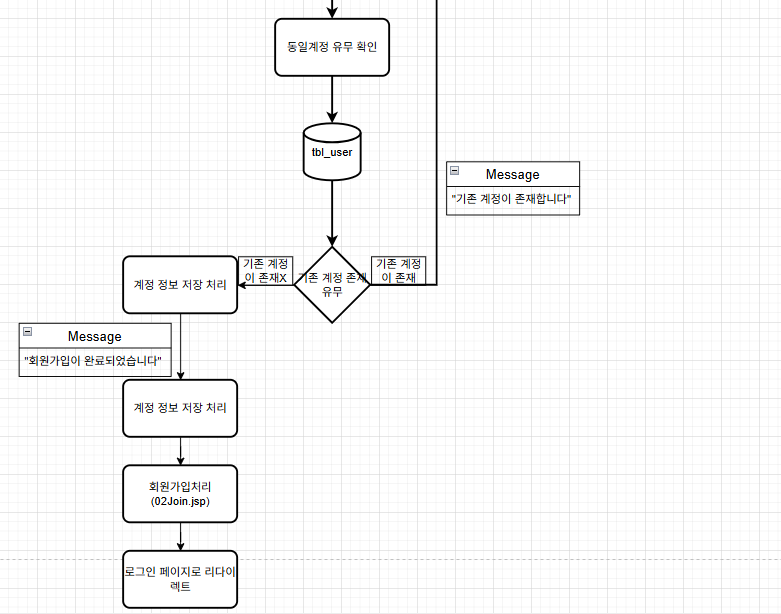 동일계정 유무 확인
tbl_user
Message
"기존 계정이 존재합니다"
기존 계정
이 존재X
기존 계정 존재
유무
기존 계정
이 존재
계정 정보 저장 처리
Message
"회원가입이 완료되었습니다"
계정 정보 저장 처리
회원가입처리
(02Join.jsp)
로그인 페이지로 리다이
렉트